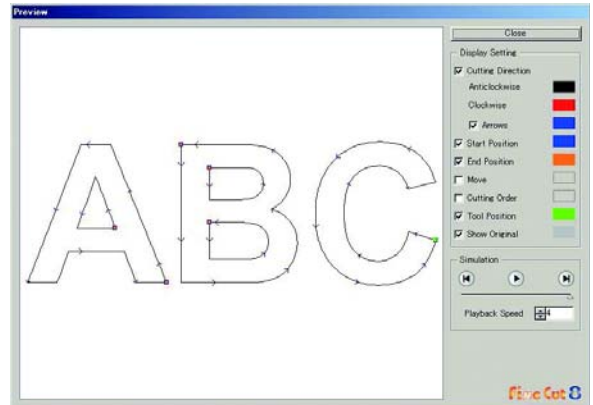 Preview
ABC
Close
Display Setting
Cutting Direction
Anticlockwise
Clockwise
Arrows
Start Position
End Position
Move
Cutting Order
Tool Position
Show Original
Simulation
Playback Speed 4
Fine Cut 8